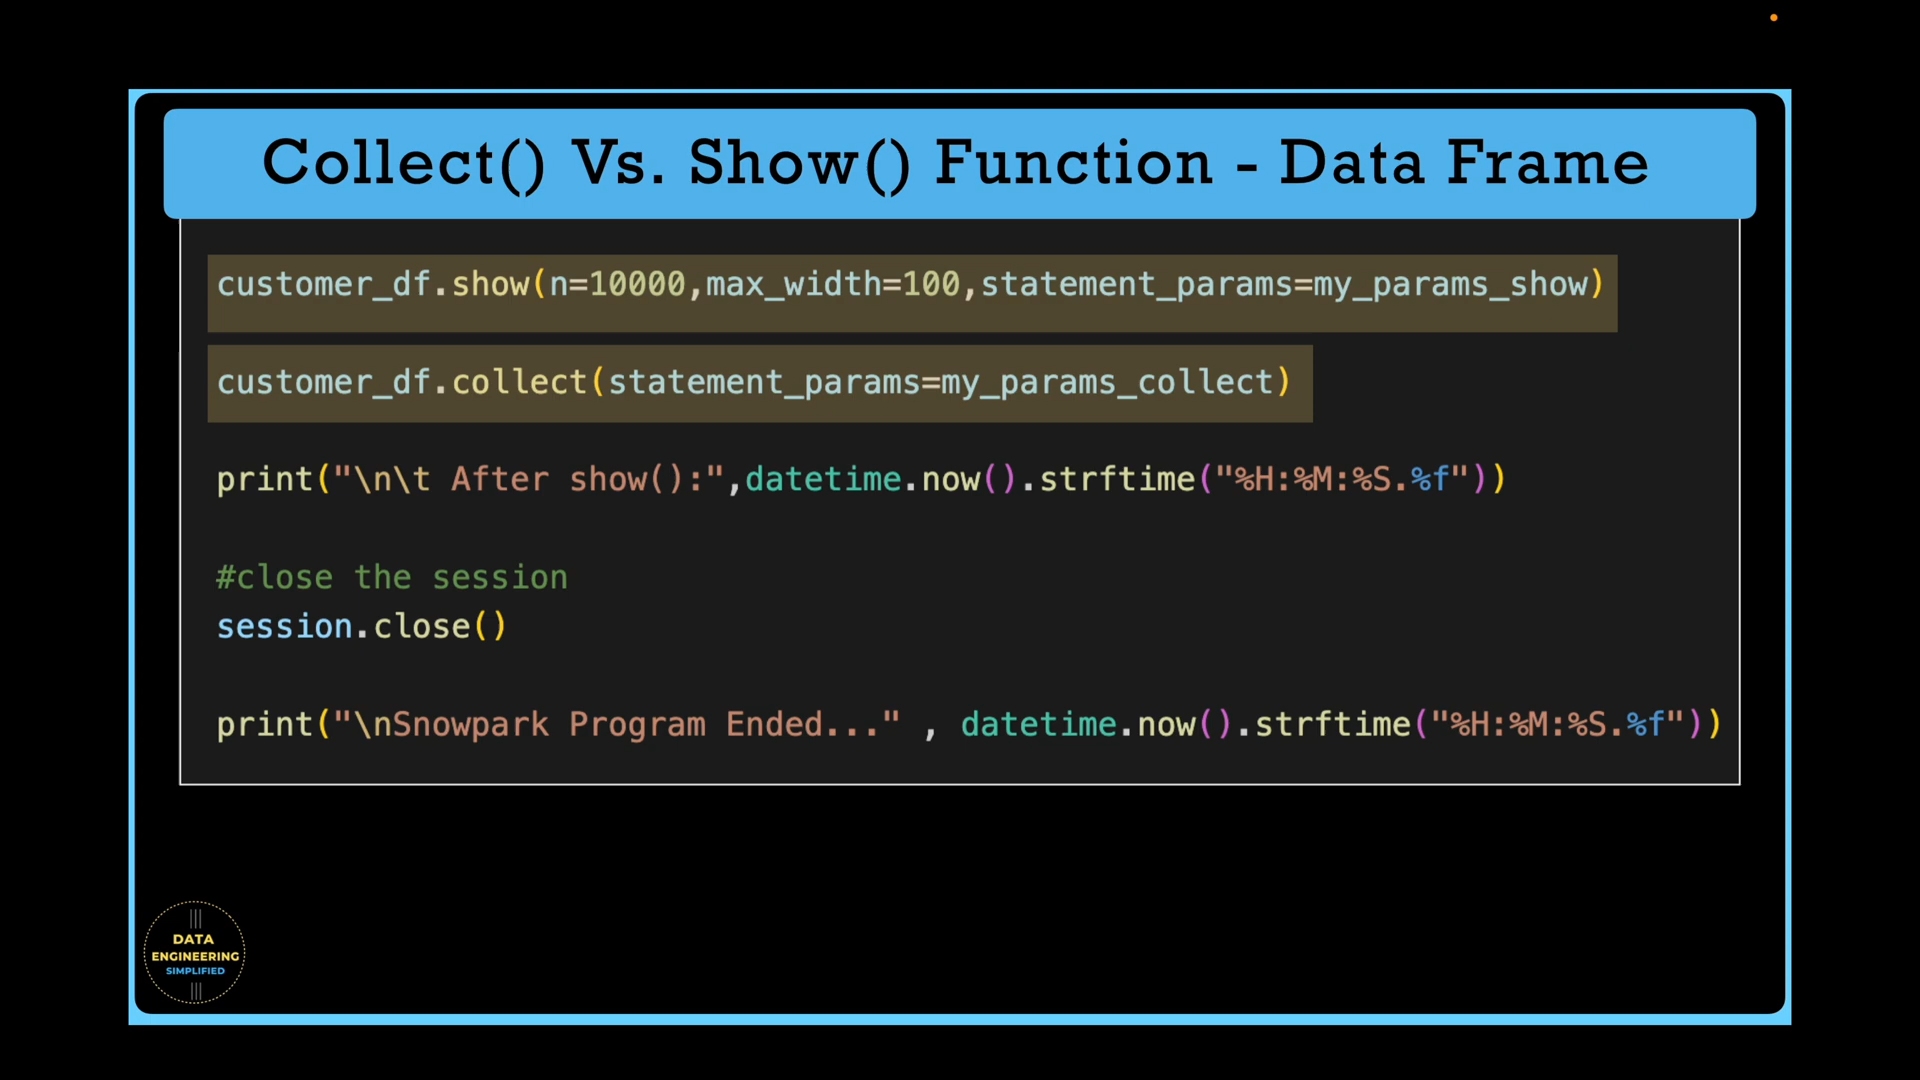 Collect() Vs. Show() Function - Data Frame
customer_df.show(n=10000,max_width=100,statement_params=my_params_show)
customer_df.collect(statement_params=my_params_collect)
print("\n\t After show():",datetime.now().strftime("%H:%M:%S.%f"))
#close the session
session.close()
print("\nSnowpark Program Ended..." , datetime.now().strftime("%H:%M:%S.%f"))
DATA
ENGINEERING
SIMPLIFIED